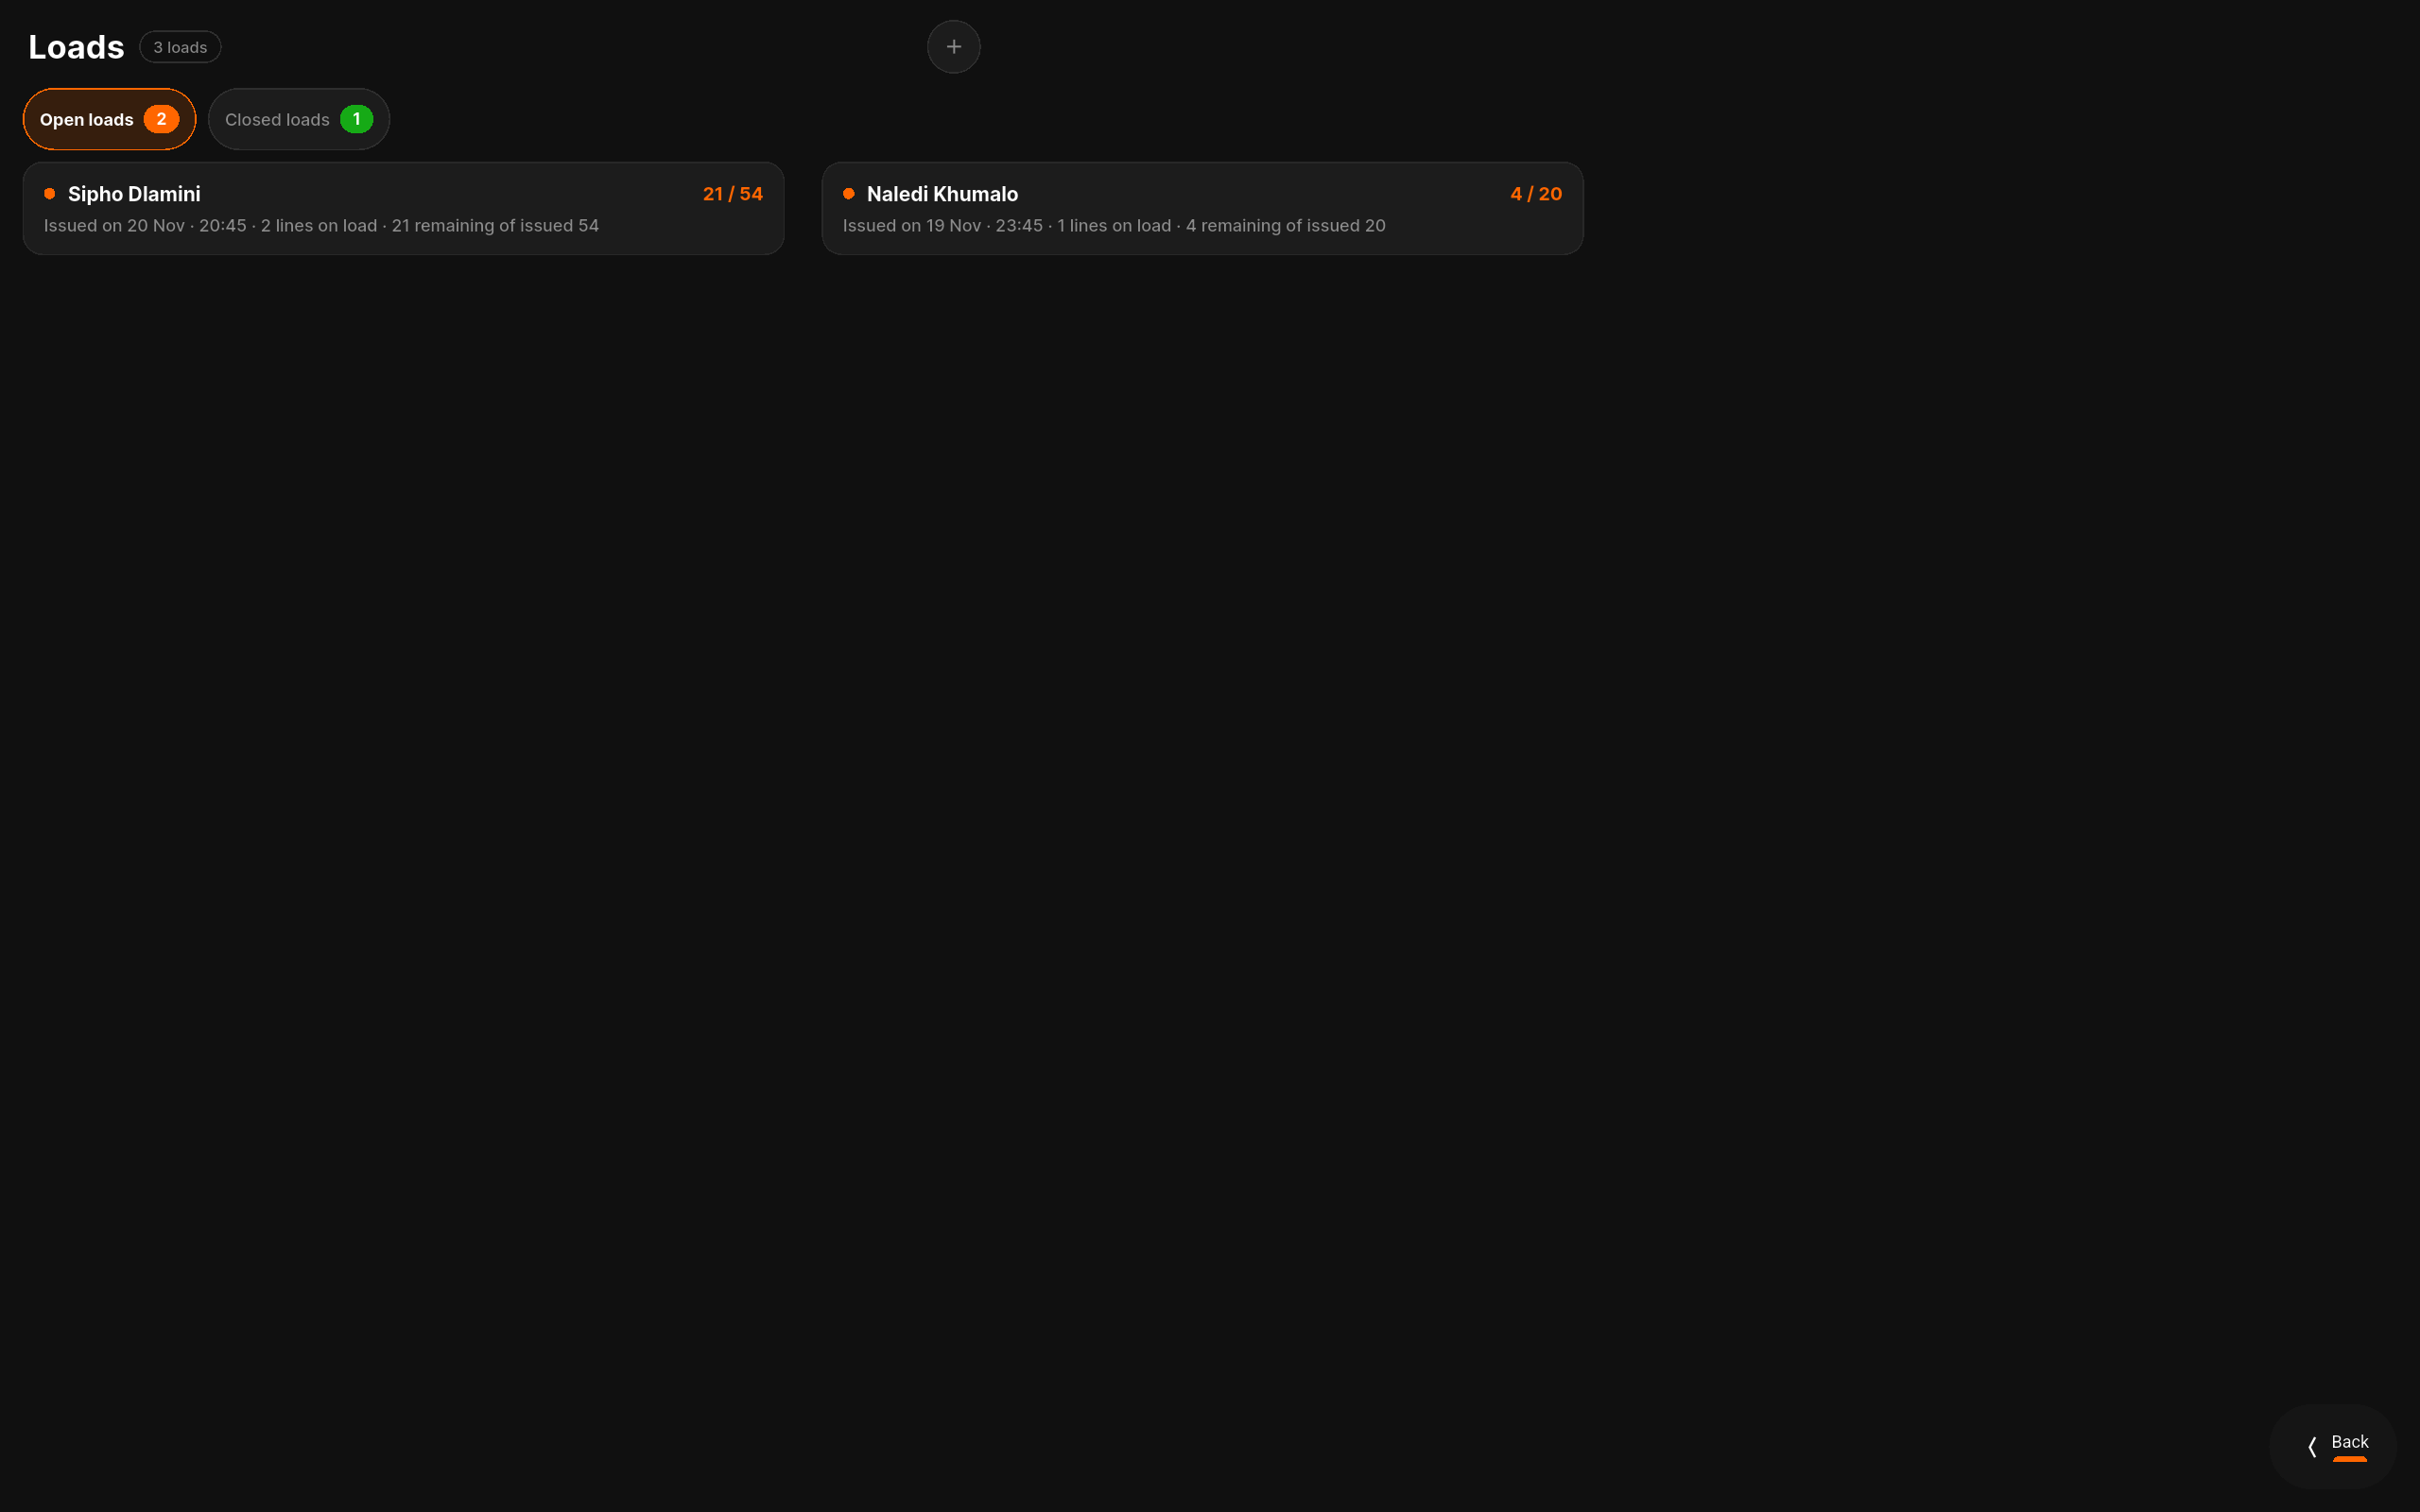 Loads 3 loads +
Open loads 2 Closed loads 1
Sipho Dlamini 21 / 54
Issued on 20 Nov · 20:45 · 2 lines on load · 21 remaining of issued 54
Naledi Khumalo 4 / 20
Issued on 19 Nov · 23:45 · 1 lines on load · 4 remaining of issued 20
Back